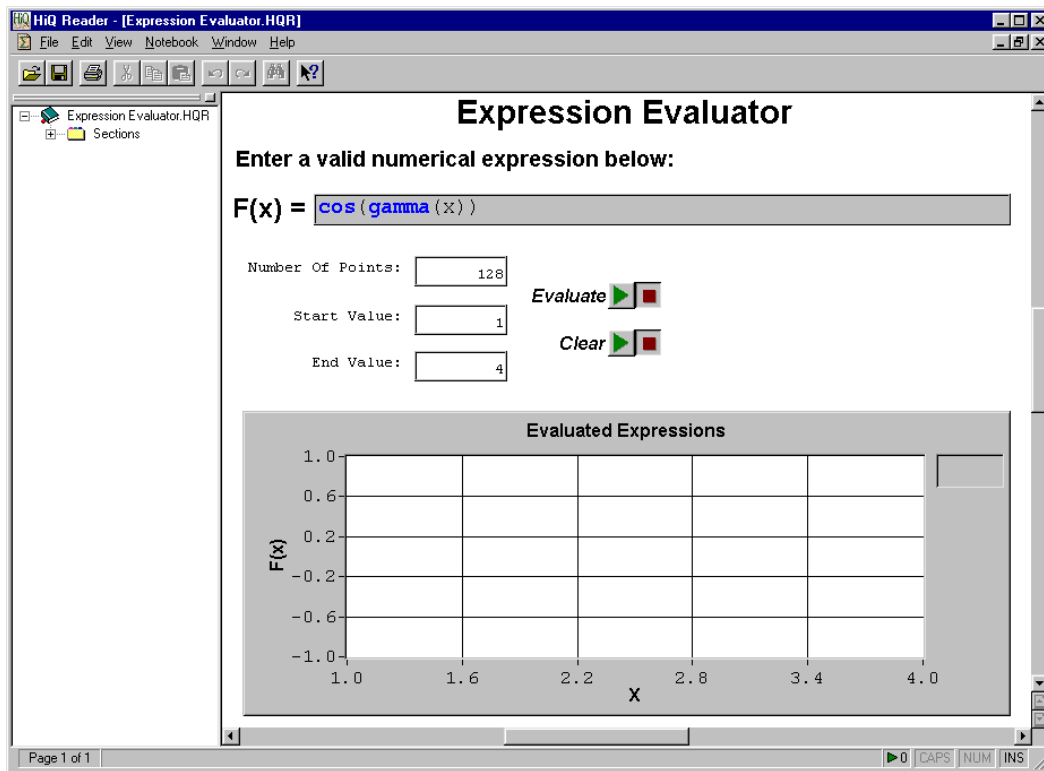 HiQ Reader - [Expression Evaluator.HQR]
File Edit View Notebook Window Help
Expression Evaluator.HQR
Sections
Expression Evaluator
Enter a valid numerical expression below:
F(x) = cos(gamma(x))
Number Of Points: 128
Evaluate
Start Value: 1
Clear
End Value: 4
Evaluated Expressions
1.0
0.6
0.2
-0.2
-0.6
-1.0
F(x)
1.0 1.6 2.2 2.8 3.4 4.0
X
Page 1 of 1 0 CAPS NUM INS